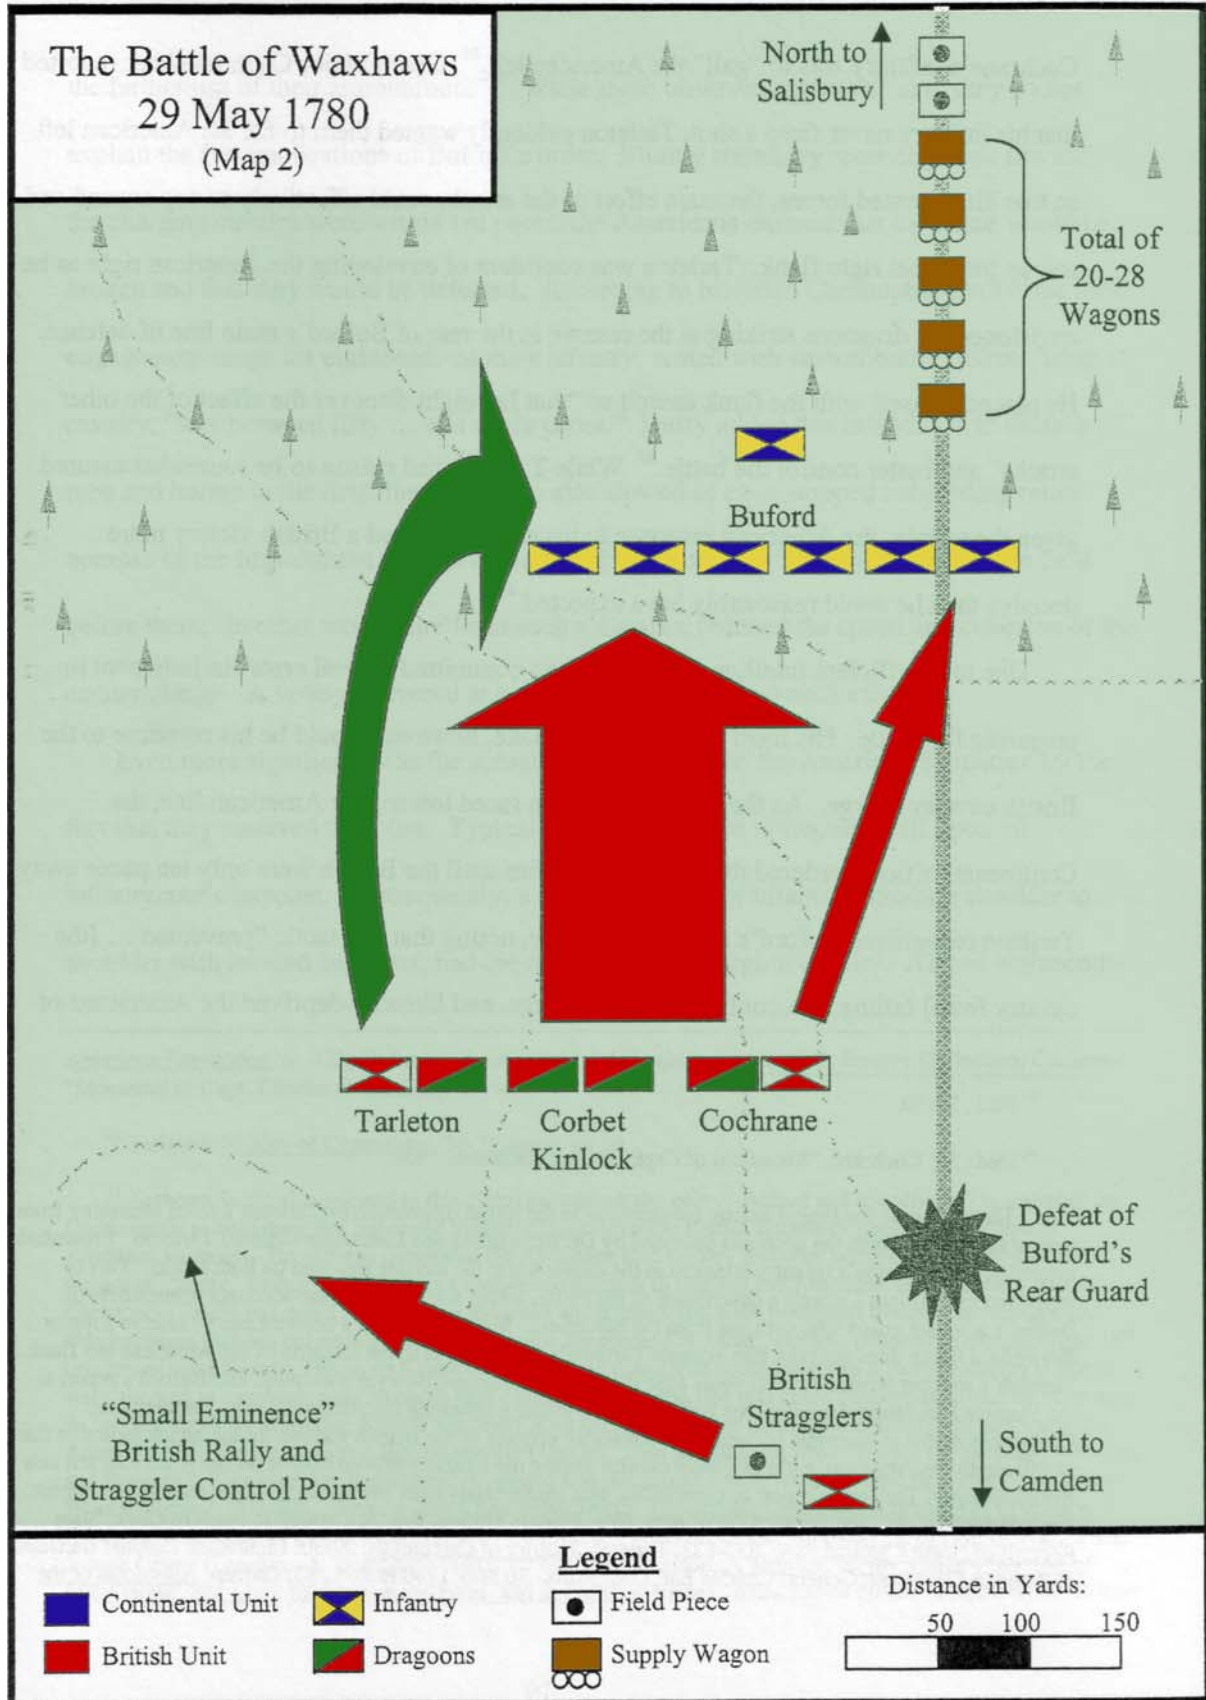 The Battle of Waxhaws
29 May 1780
(Map 2)
North to
Salisbury
Total of
20-28
Wagons
Buford
Tarleton
Corbet
Kinlock
Cochrane
Defeat of
Buford's
Rear Guard
"Small Eminence"
British Rally and
Straggler Control Point
British
Stragglers
South to
Camden
Legend
Continental Unit
Infantry
Field Piece
British Unit
Dragoons
Supply Wagon
Distance in Yards:
50 100 150